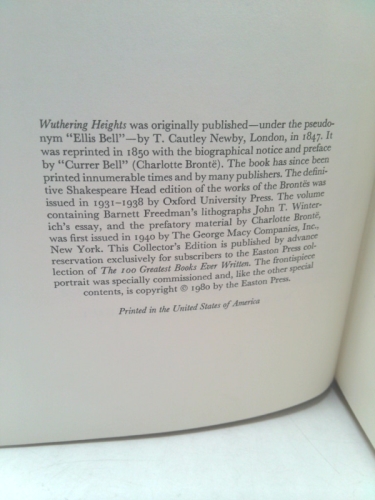 Wuthering Heights was originally published—under the pseudo-
nym "Ellis Bell"—by T. Cautley Newby, London, in 1847. It
was reprinted in 1850 with the biographical notice and preface
by "Currer Bell" (Charlotte Brontë). The book has since been
printed innumerable times and by many publishers. The defini-
tive Shakespeare Head edition of the works of the Brontës was
issued in 1931-1938 by Oxford University Press. The volume
containing Barnett Freedman's lithographs John T. Winter-
ich's essay, and the prefatory material by Charlotte Brontë,
was first issued in 1940 by The George Macy Companies, Inc.,
New York. This Collector's Edition is published by advance
reservation exclusively for subscribers to the Easton Press col-
lection of The 100 Greatest Books Ever Written. The frontispiece
portrait was specially commissioned and, like the other special
contents, is copyright © 1980 by the Easton Press.
Printed in the United States of America